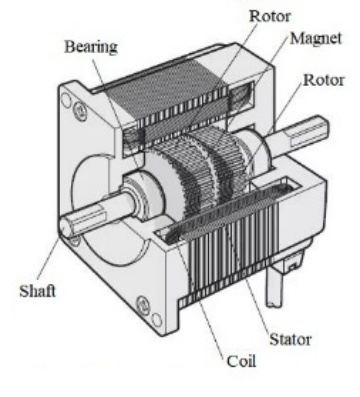 Rotor
Bearing
Magnet
Rotor
Shaft
Stator
Coil